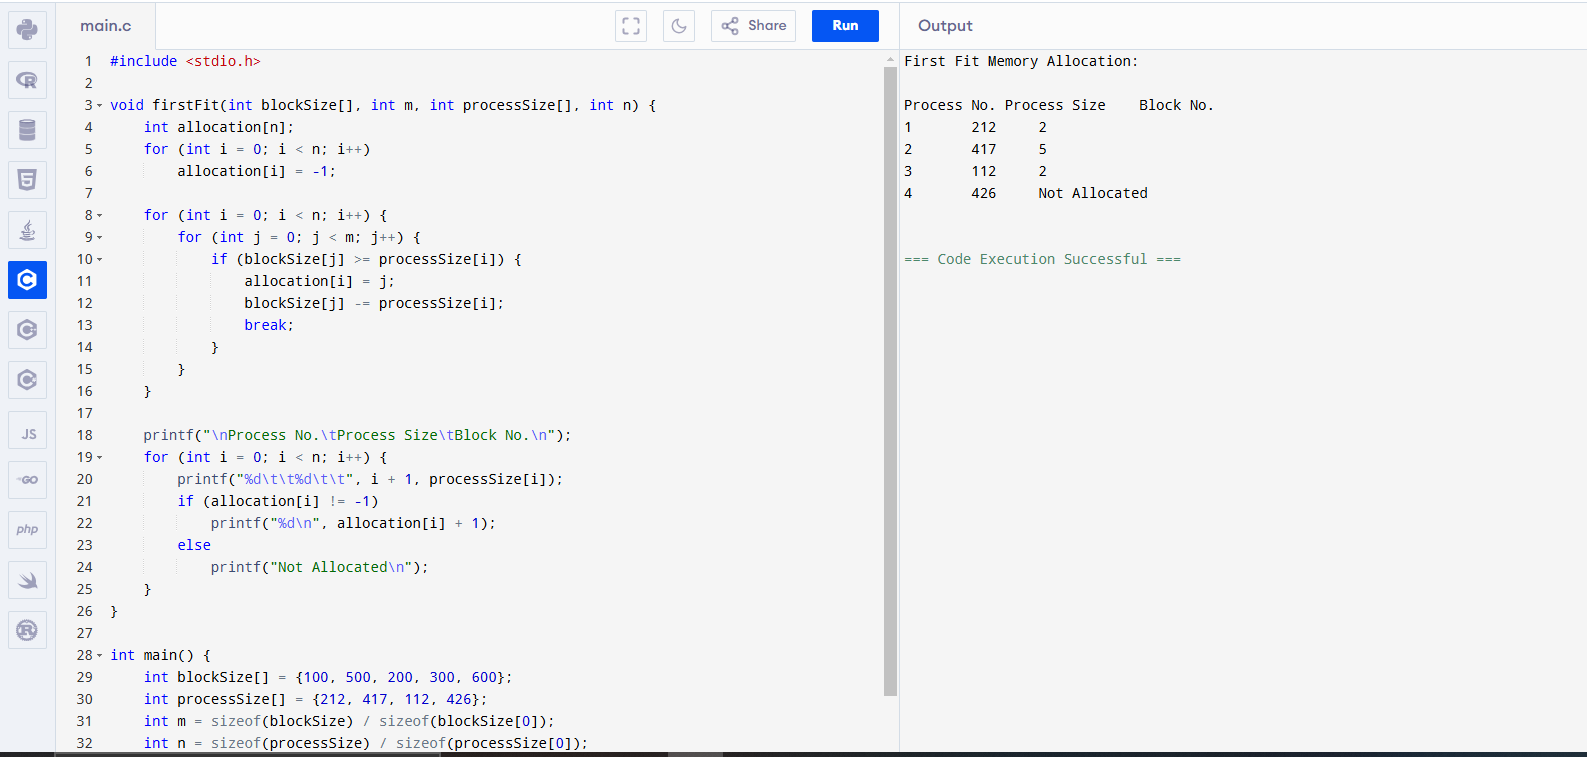 main.c
Share
Run
Output
1 #include <stdio.h>
2
3 void firstFit(int blockSize[], int m, int processSize[], int n) {
4     int allocation[n];
5     for (int i = 0; i < n; i++)
6         allocation[i] = -1;
7
8     for (int i = 0; i < n; i++) {
9         for (int j = 0; j < m; j++) {
10             if (blockSize[j] >= processSize[i]) {
11                 allocation[i] = j;
12                 blockSize[j] -= processSize[i];
13                 break;
14             }
15         }
16     }
17
18     printf("\nProcess No.\tProcess Size\tBlock No.\n");
19     for (int i = 0; i < n; i++) {
20         printf("%d\t\t%d\t\t", i + 1, processSize[i]);
21         if (allocation[i] != -1)
22             printf("%d\n", allocation[i] + 1);
23         else
24             printf("Not Allocated\n");
25     }
26 }
27
28 int main() {
29     int blockSize[] = {100, 500, 200, 300, 600};
30     int processSize[] = {212, 417, 112, 426};
31     int m = sizeof(blockSize) / sizeof(blockSize[0]);
32     int n = sizeof(processSize) / sizeof(processSize[0]);
First Fit Memory Allocation:
Process No. Process Size    Block No.
1       212     2
2       417     5
3       112     2
4       426     Not Allocated
=== Code Execution Successful ===
R
5
C
C
C
JS
GO
php
R